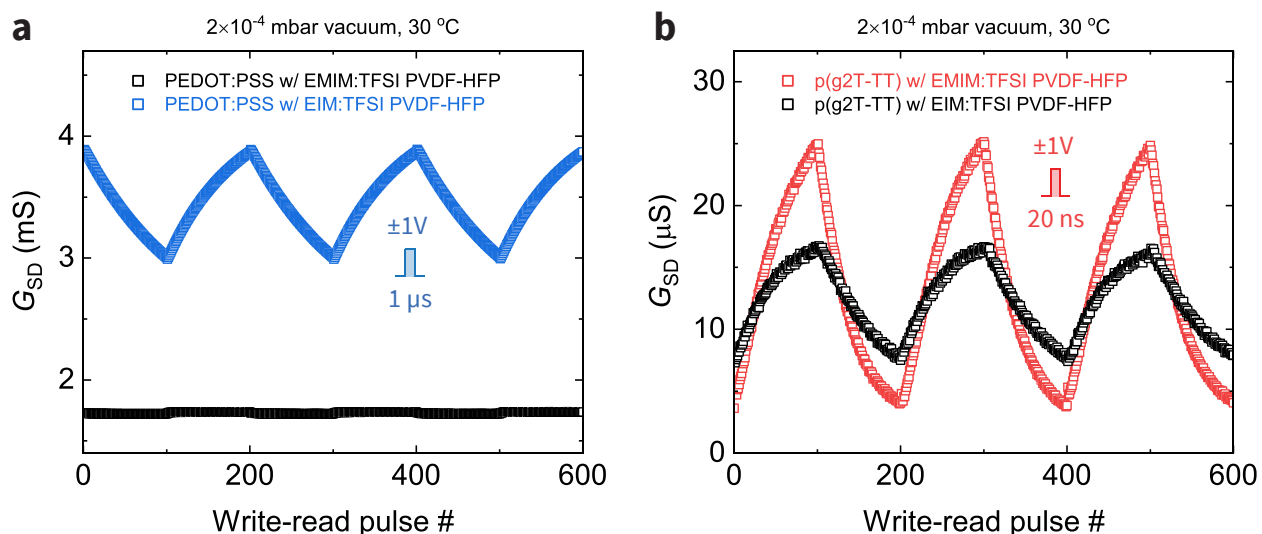 a
2×10⁻⁴ mbar vacuum, 30 °C
PEDOT:PSS w/ EMIM:TFSI PVDF-HFP
PEDOT:PSS w/ EIM:TFSI PVDF-HFP
4
3
2
G_SD (mS)
±1V
1 µs
0
200
400
600
Write-read pulse #
b
2×10⁻⁴ mbar vacuum, 30 °C
p(g2T-TT) w/ EMIM:TFSI PVDF-HFP
p(g2T-TT) w/ EIM:TFSI PVDF-HFP
30
20
10
0
G_SD (µS)
±1V
20 ns
0
200
400
600
Write-read pulse #